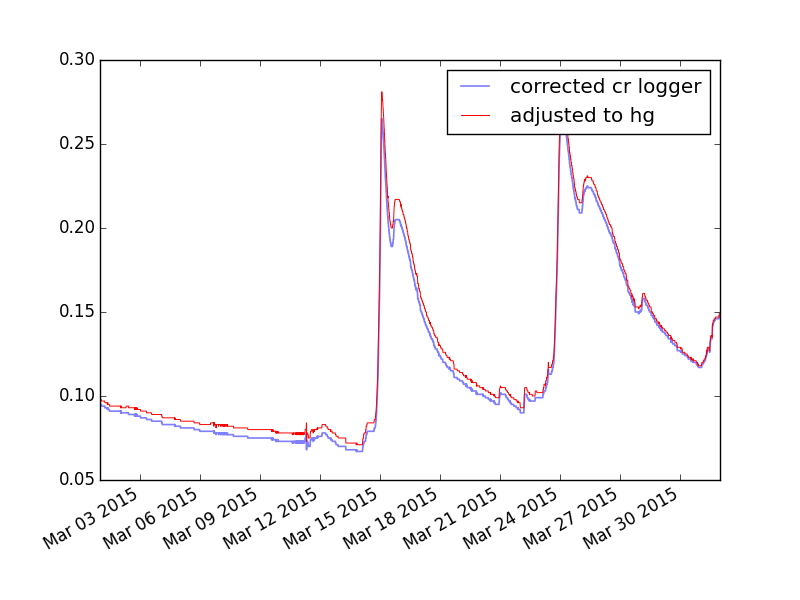 0.30
corrected cr logger
adjusted to hg
0.25
0.20
0.15
0.10
0.05
Mar 03 2015
Mar 06 2015
Mar 09 2015
Mar 12 2015
Mar 15 2015
Mar 18 2015
Mar 21 2015
Mar 24 2015
Mar 27 2015
Mar 30 2015